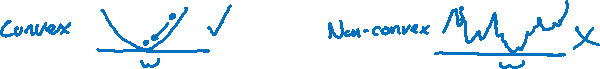 Convex ✓ Non-convex ✗
w w